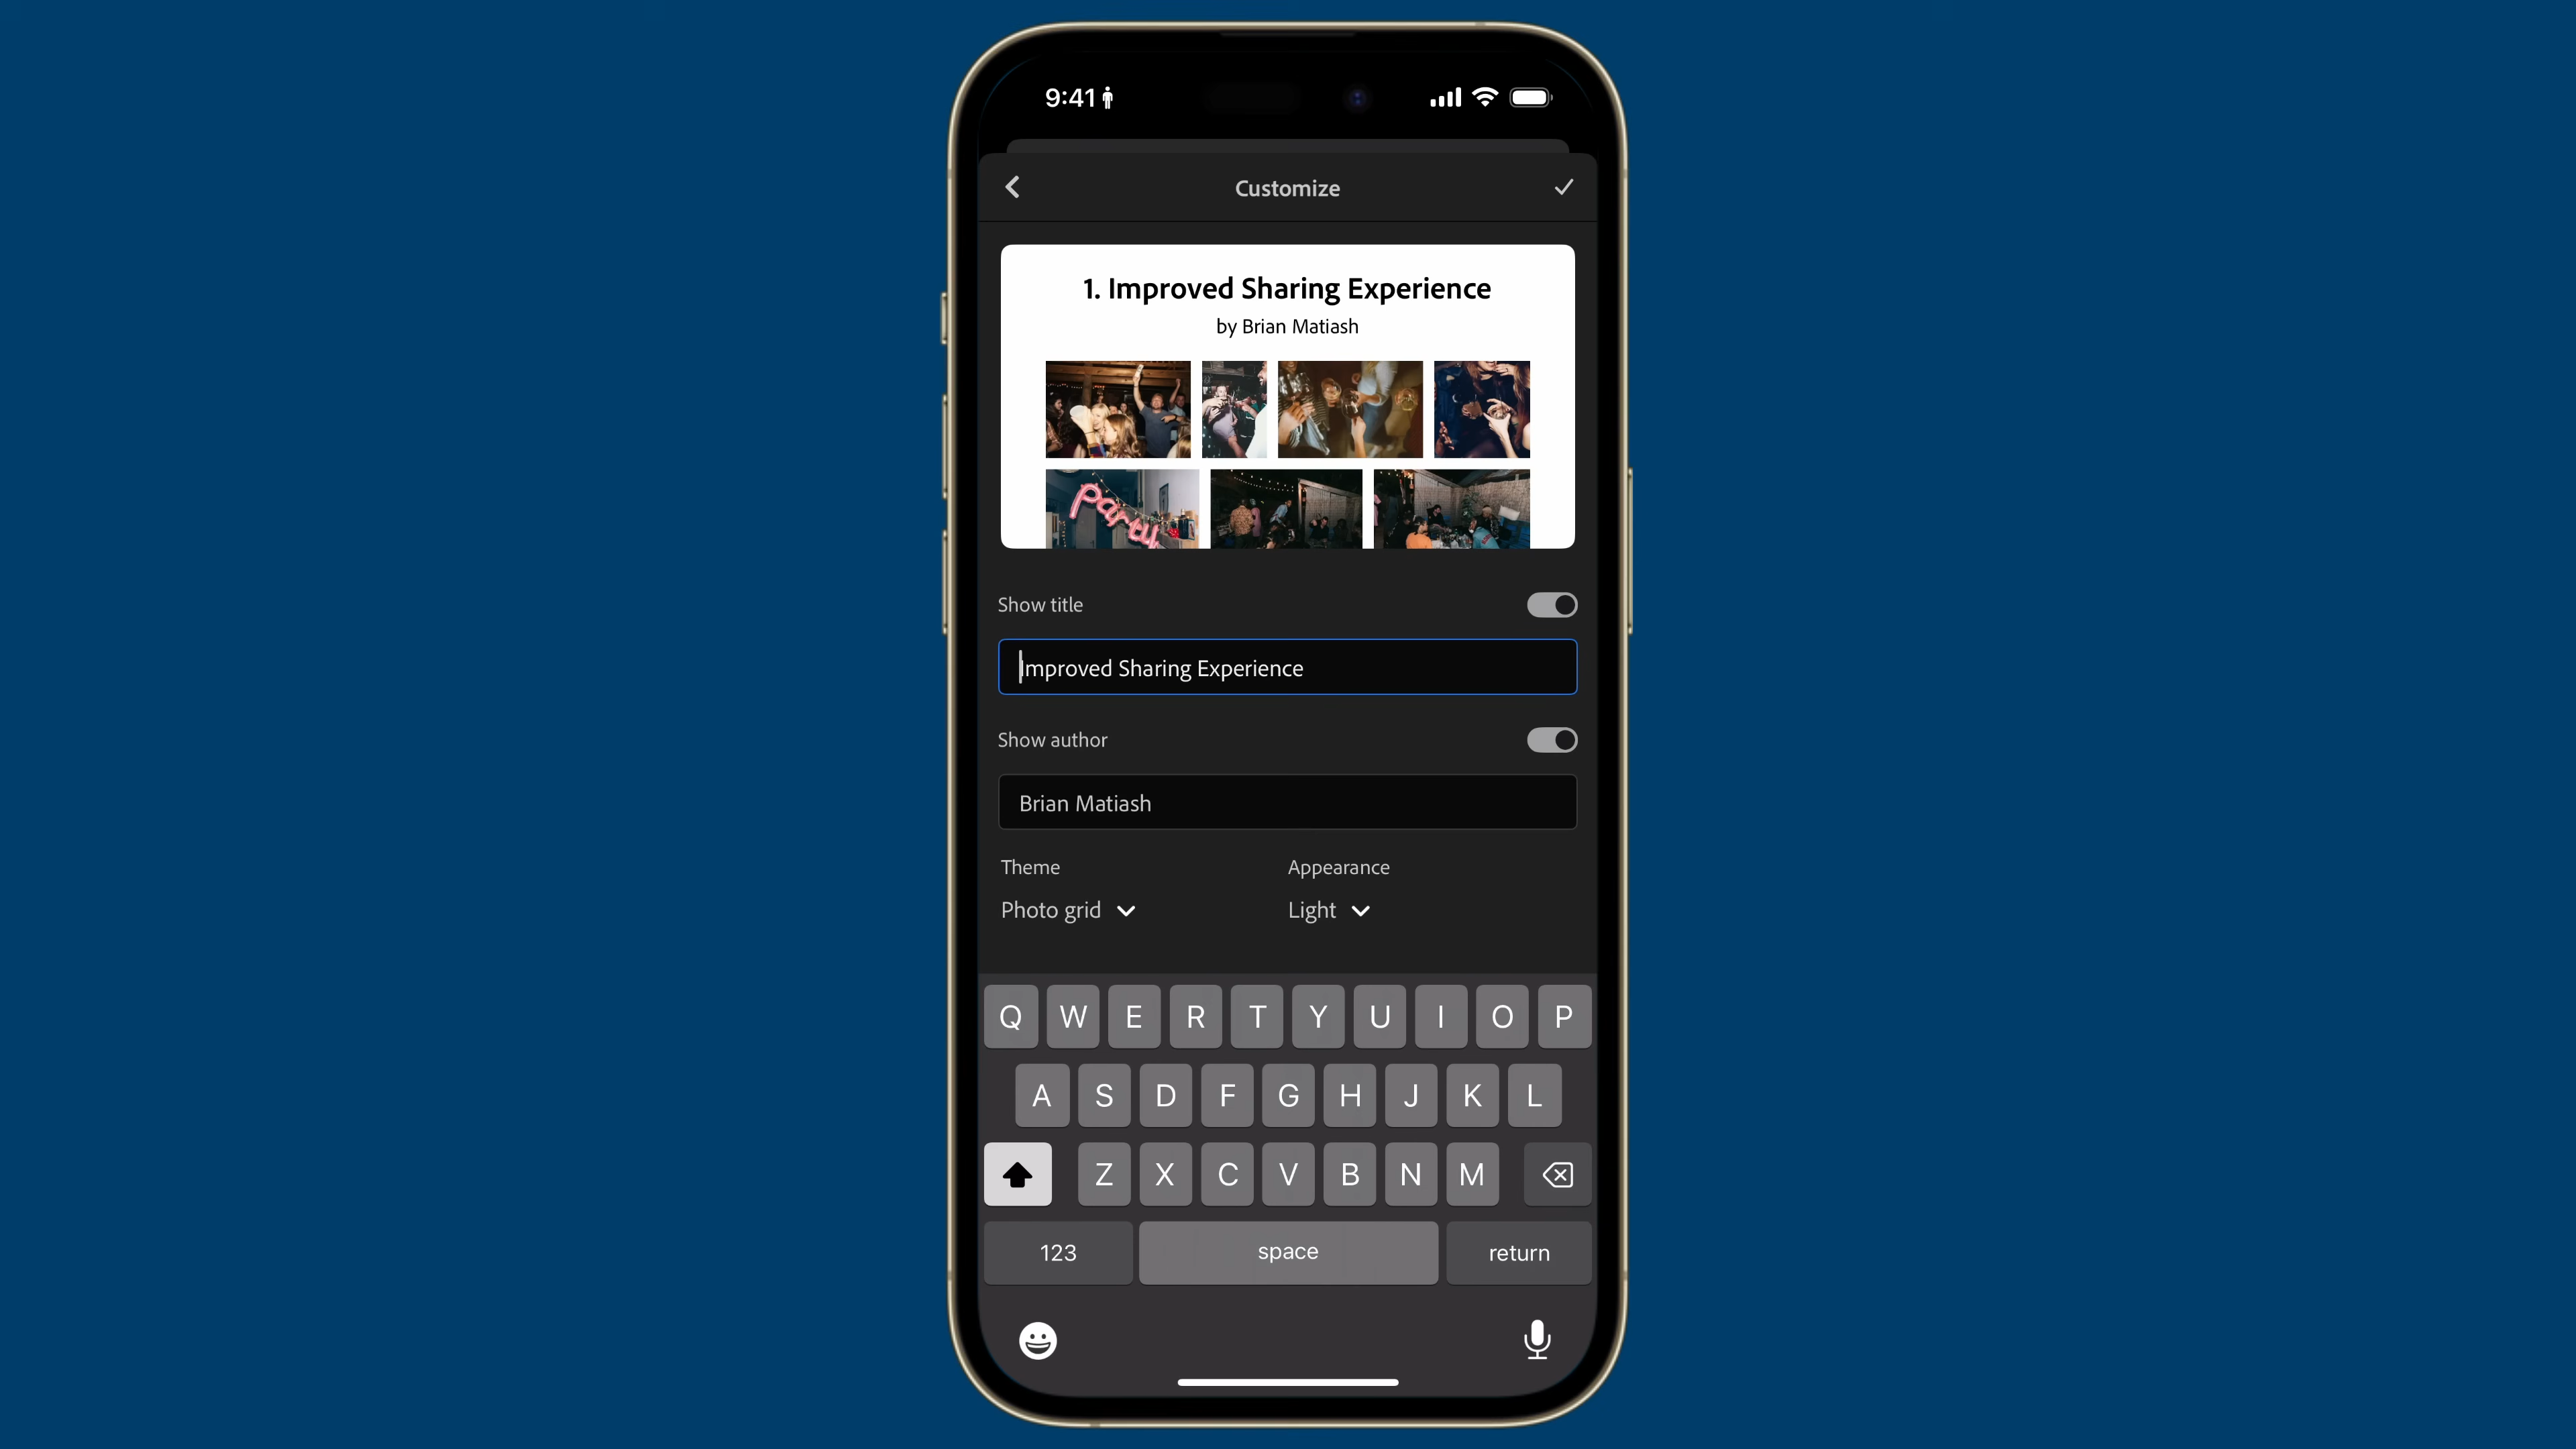 9:41
Customize
1. Improved Sharing Experience
by Brian Matiash
Party
Show title
Improved Sharing Experience
Show author
Brian Matiash
Theme
Appearance
Photo grid
Light
Q W E R T Y U I O P
A S D F G H J K L
Z X C V B N M
123
space
return